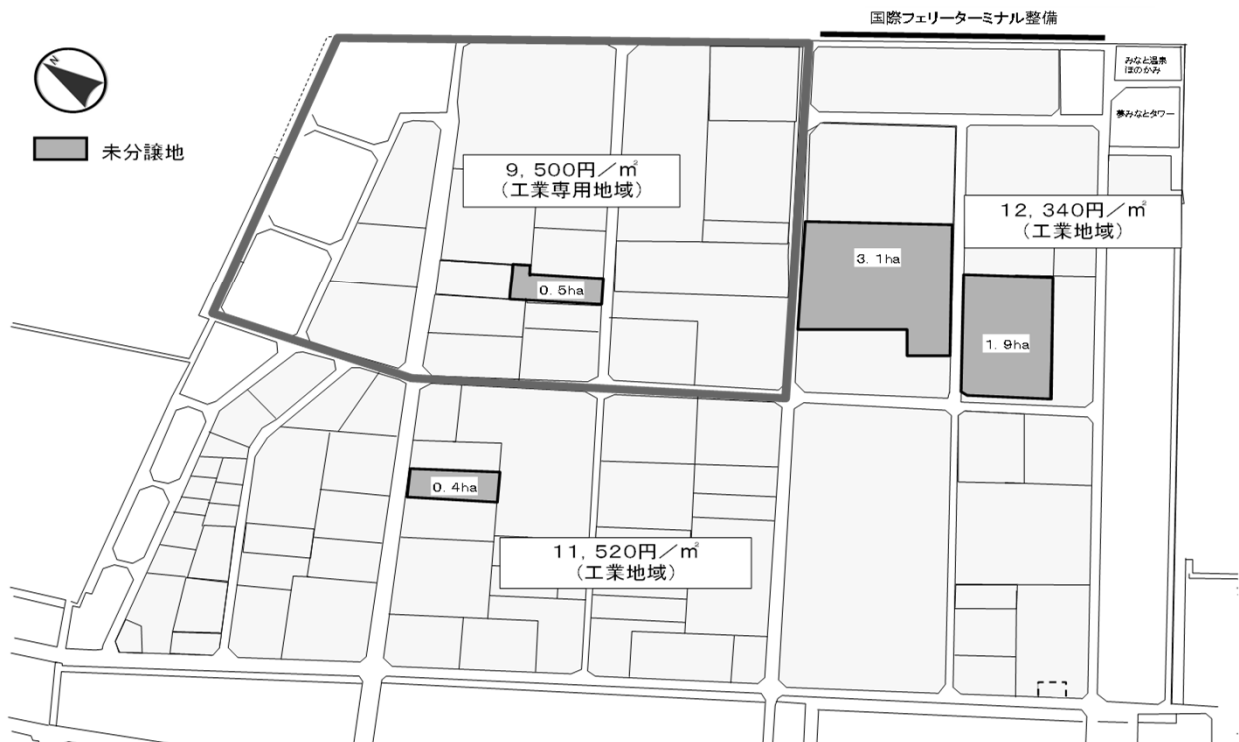 国際フェリーターミナル整備
みなと温泉
ほのかみ
夢みなとタワー
N
未分譲地
9,500円／㎡
（工業専用地域）
12,340円／㎡
（工業地域）
3.1ha
0.5ha
1.9ha
0.4ha
11,520円／㎡
（工業地域）